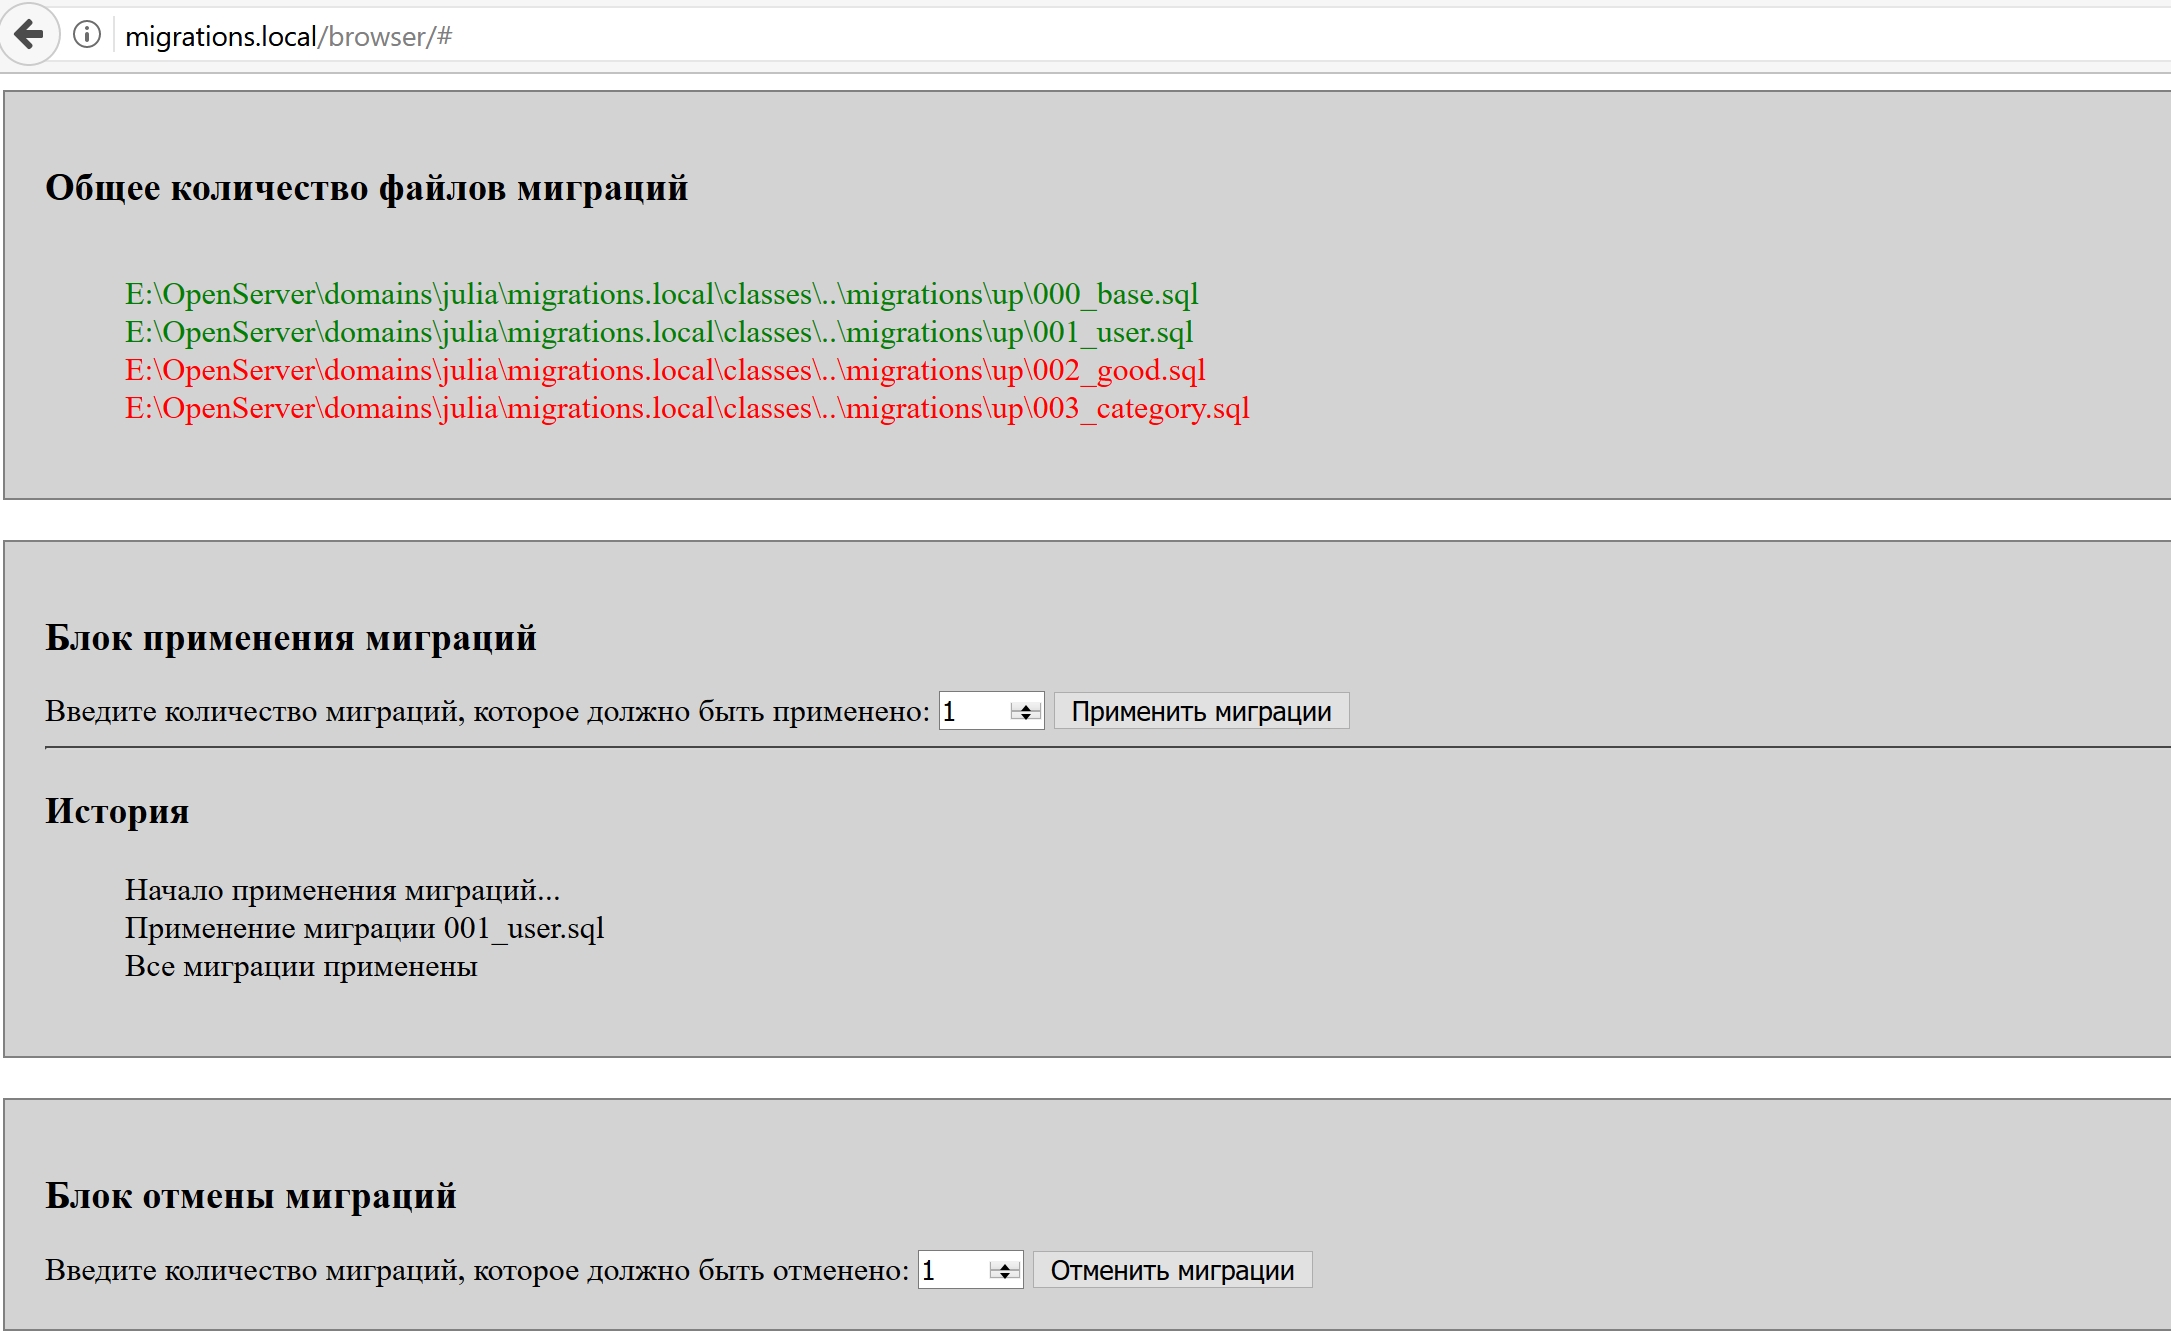 migrations.local/browser/#
Общее количество файлов миграций
E:\OpenServer\domains\julia\migrations.local\classes\..\migrations\up\000_base.sql
E:\OpenServer\domains\julia\migrations.local\classes\..\migrations\up\001_user.sql
E:\OpenServer\domains\julia\migrations.local\classes\..\migrations\up\002_good.sql
E:\OpenServer\domains\julia\migrations.local\classes\..\migrations\up\003_category.sql
Блок применения миграций
Введите количество миграций, которое должно быть применено: 1 Применить миграции
История
Начало применения миграций...
Применение миграции 001_user.sql
Все миграции применены
Блок отмены миграций
Введите количество миграций, которое должно быть отменено: 1 Отменить миграции